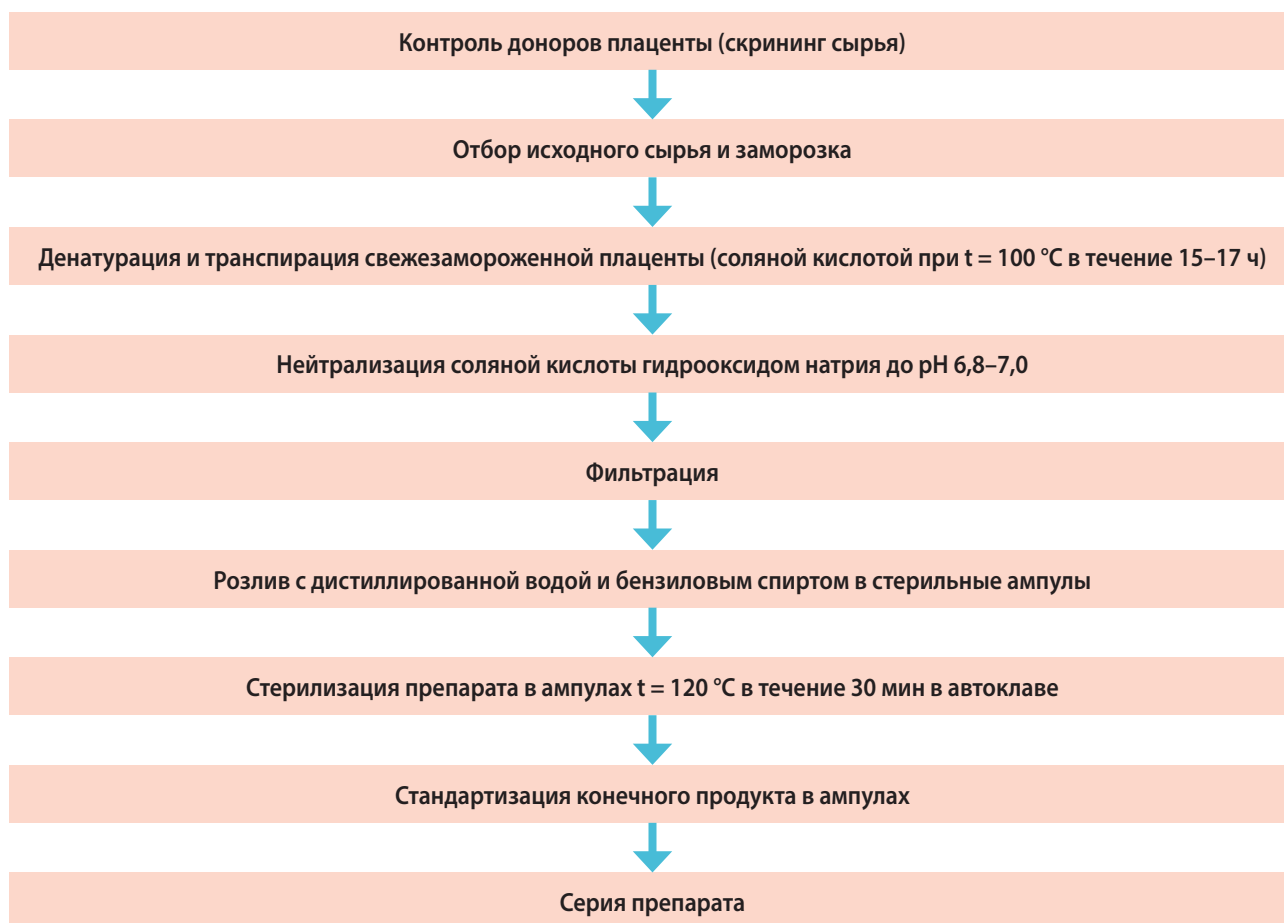 Контроль доноров плаценты (скрининг сырья)
Отбор исходного сырья и заморозка
Денатурация и транспирация свежезамороженной плаценты (соляной кислотой при t = 100 °C в течение 15–17 ч)
Нейтрализация соляной кислоты гидрооксидом натрия до pH 6,8–7,0
Фильтрация
Розлив с дистиллированной водой и бензиловым спиртом в стерильные ампулы
Стерилизация препарата в ампулах t = 120 °C в течение 30 мин в автоклаве
Стандартизация конечного продукта в ампулах
Серия препарата